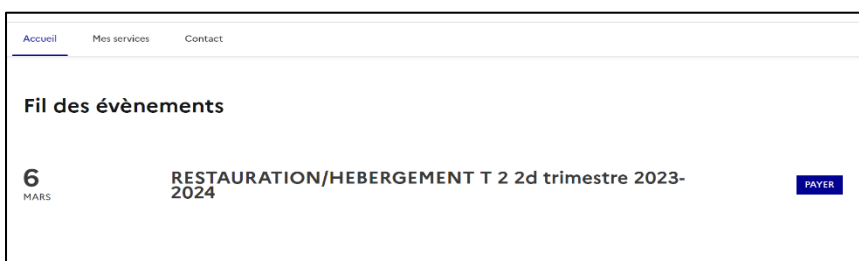 Accueil Mes services Contact
Fil des évènements
6
MARS
RESTAURATION/HEBERGEMENT T 2 2d trimestre 2023-
2024
PAYER